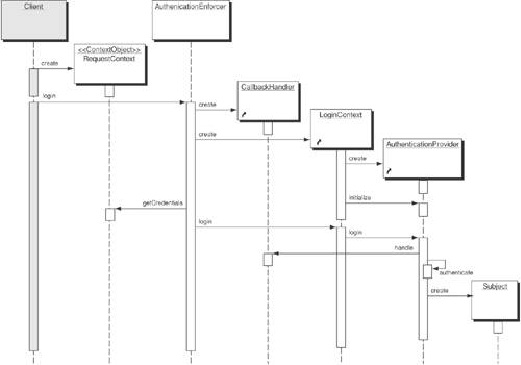 Client
AuthenticationEnforcer
<<ContextObject>>
RequestContext
create
login
CallbackHandler
create
LoginContext
create
AuthenticationProvider
create
initialize
getCredentials
login
login
handle
authenticate
create
Subject